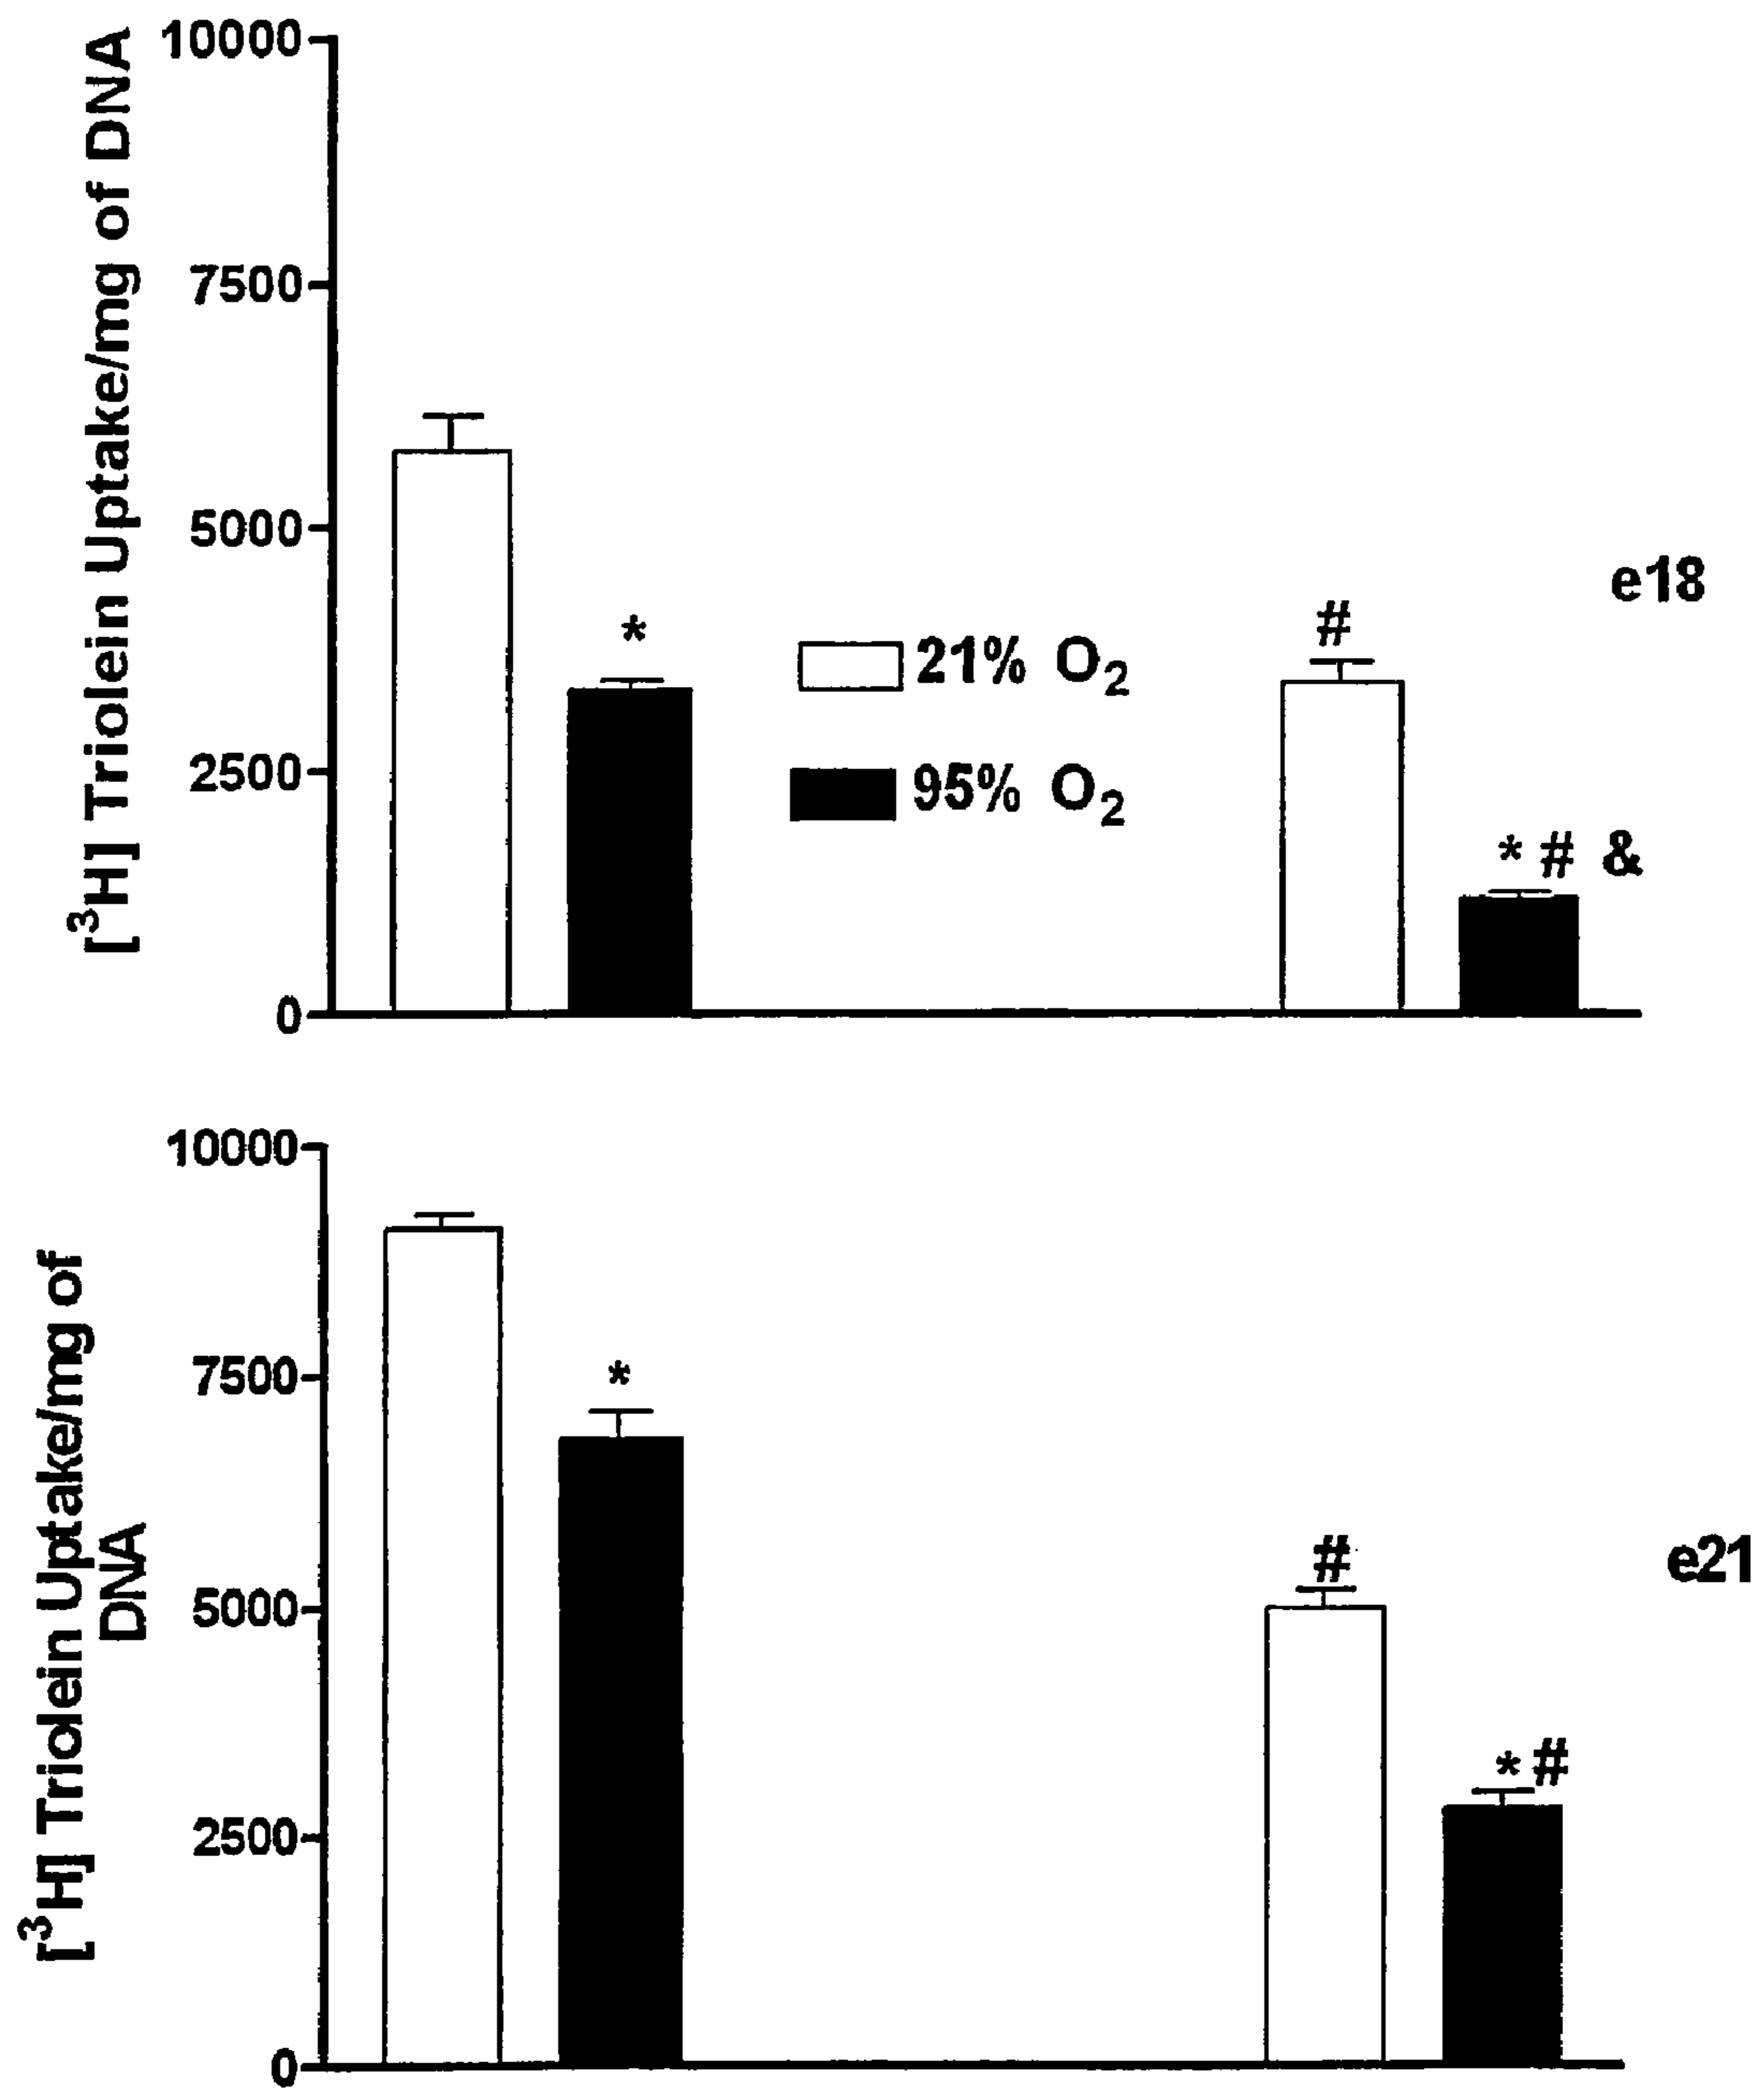 [³H] Triolein Uptake/mg of DNA
10000
7500
5000
2500
0
*
21% O₂
95% O₂
#
* # &
e18
[³H] Triolein Uptake/mg of
DNA
10000
7500
5000
2500
0
*
#
* #
e21